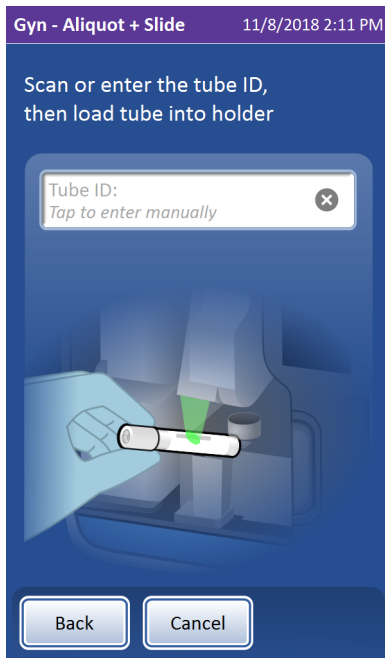 Gyn - Aliquot + Slide 11/8/2018 2:11 PM
Scan or enter the tube ID,
then load tube into holder
Tube ID:
Tap to enter manually
Back Cancel